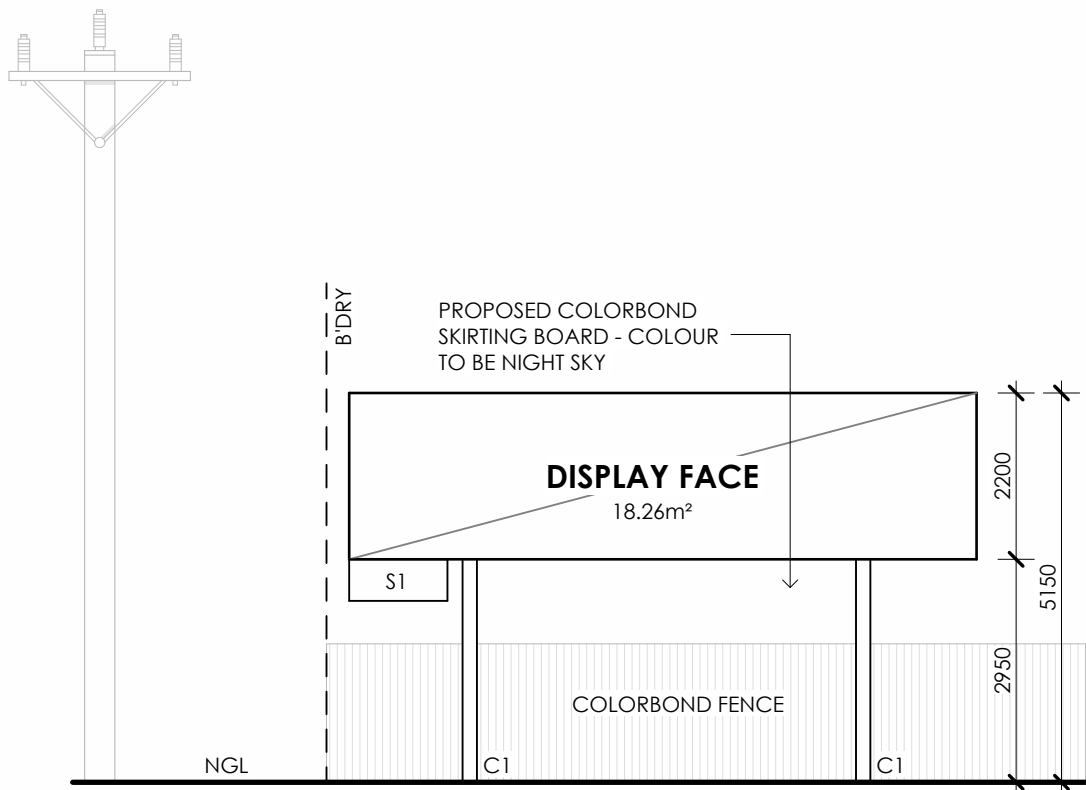 B'DRY
PROPOSED COLORBOND
SKIRTING BOARD - COLOUR
TO BE NIGHT SKY
DISPLAY FACE
18.26m²
2200
S1
5150
2950
COLORBOND FENCE
NGL
C1
C1